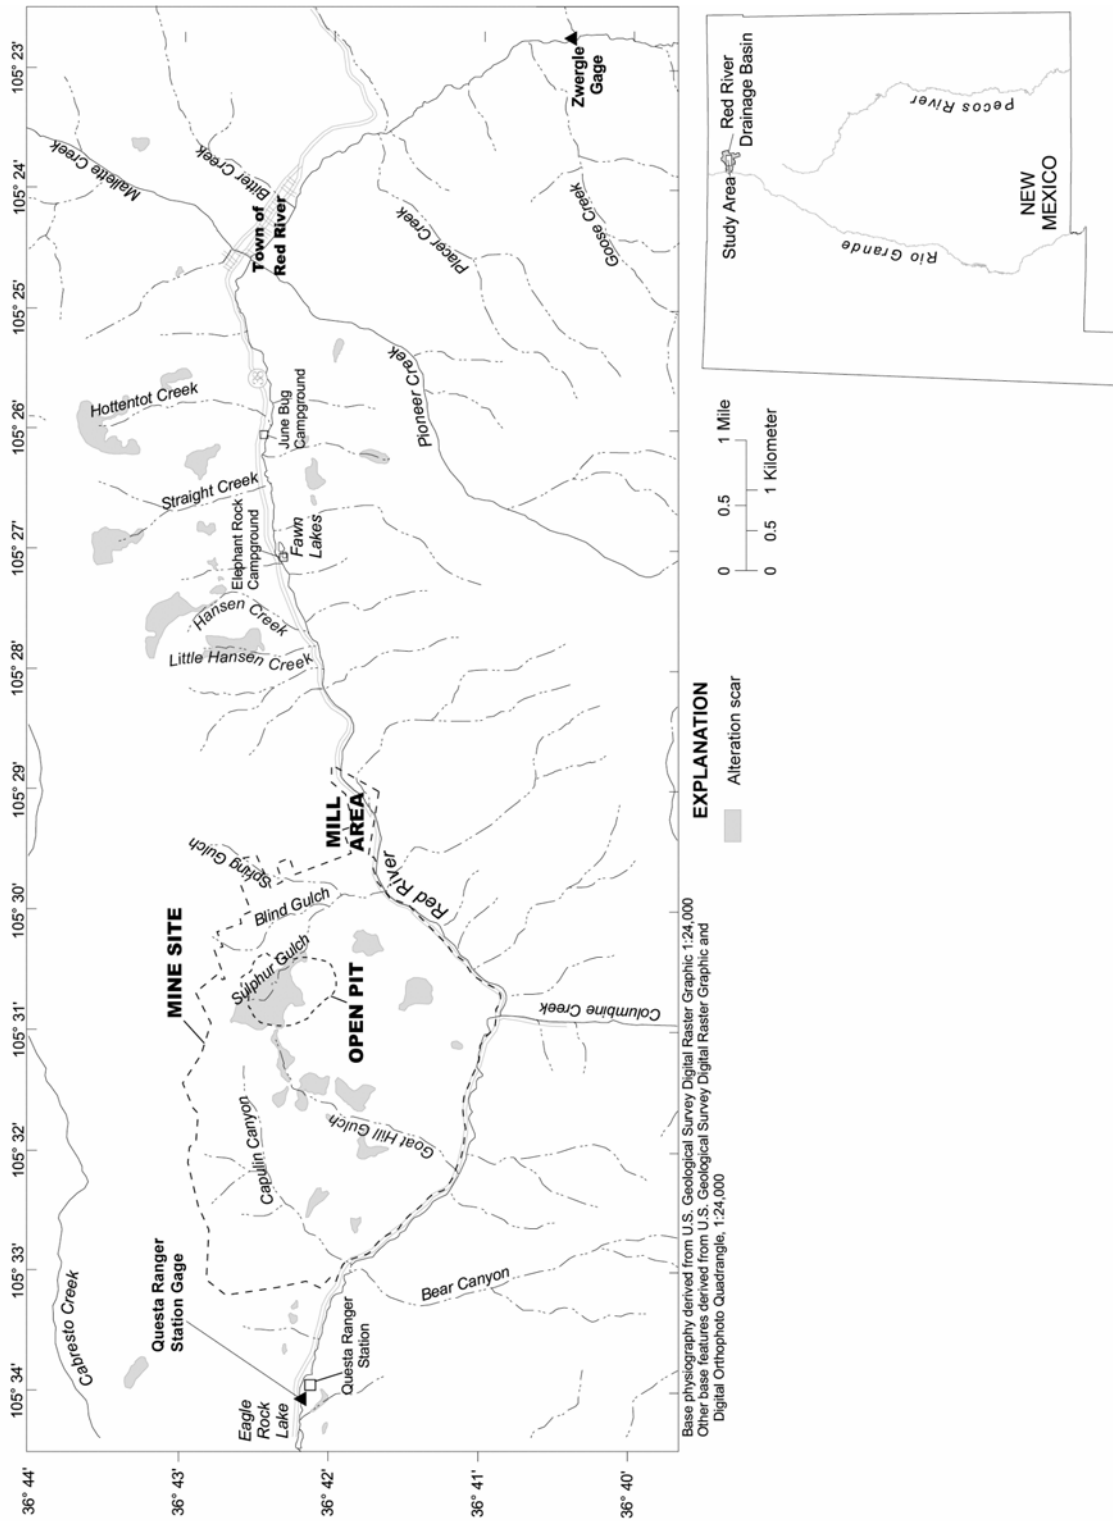 105° 34'
105° 33'
105° 32'
105° 31'
105° 30'
105° 29'
105° 28'
105° 27'
105° 26'
105° 25'
105° 24'
105° 23'
36° 44'
36° 43'
36° 42'
36° 41'
36° 40'
Cabresto Creek
Questa Ranger
Station Gage
Eagle
Rock
Lake
Questa Ranger
Station
Bear Canyon
Capulin Canyon
Goat Hill Gulch
MINE SITE
Sulphur Gulch
OPEN PIT
Blind Gulch
Spring Gulch
MILL
AREA
Red River
Columbine Creek
Little Hansen Creek
Hansen Creek
Elephant Rock
Campground
Fawn
Lakes
Straight Creek
Hottentot Creek
June Bug
Campground
Pioneer Creek
Mallette Creek
Bitter Creek
Town of
Red River
Placer Creek
Goose Creek
Zwergle
Gage
Base physiography derived from U.S. Geological Survey Digital Raster Graphic 1:24,000
Other base features derived from U.S. Geological Survey Digital Raster Graphic and
Digital Orthophoto Quadrangle, 1:24,000
EXPLANATION
Alteration scar
0 0.5 1 Mile
0 0.5 1 Kilometer
Study Area
Red River
Drainage Basin
Rio Grande
Pecos River
NEW
MEXICO